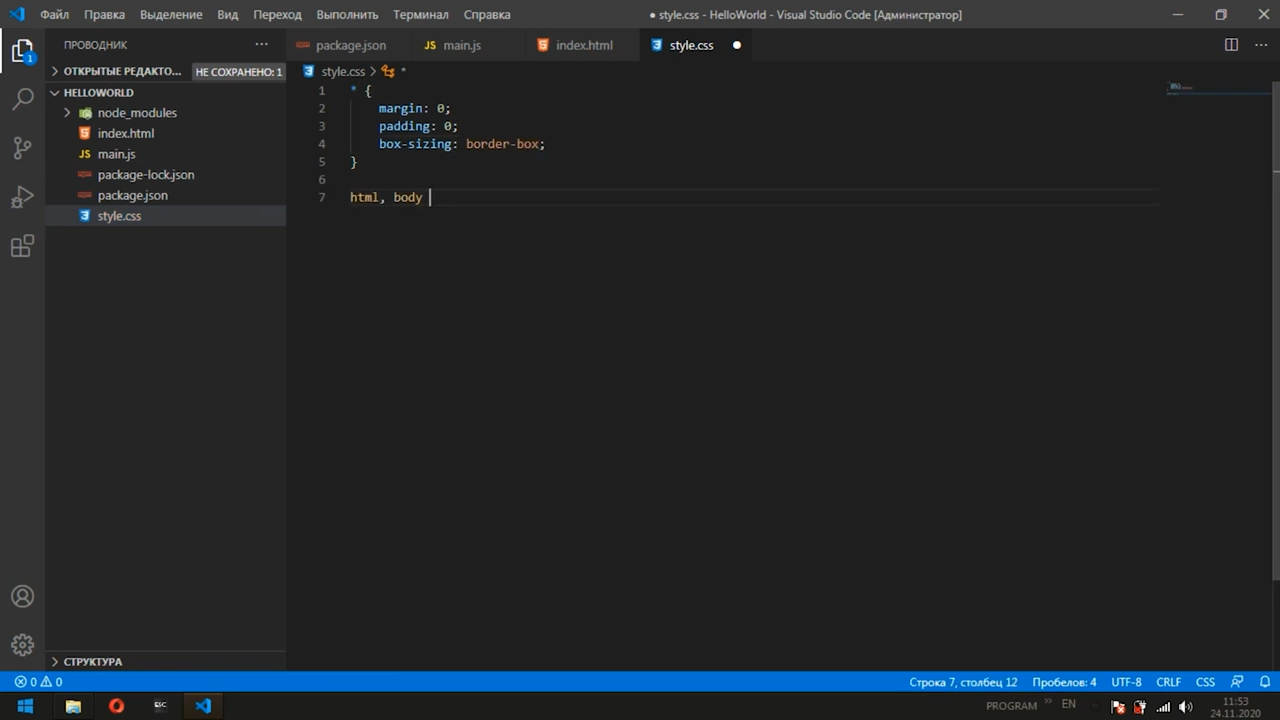 Файл Правка Выделение Вид Переход Выполнить Терминал Справка ● style.css - HelloWorld - Visual Studio Code [Администратор]
ПРОВОДНИК ··· package.json JS main.js index.html style.css ●
ОТКРЫТЫЕ РЕДАКТО... НЕ СОХРАНЕНО: 1 style.css > *
HELLOWORLD
node_modules
index.html
JS main.js
package-lock.json
package.json
style.css
1 * {
2 margin: 0;
3 padding: 0;
4 box-sizing: border-box;
5 }
6
7 html, body
1
СТРУКТУРА
0 0 Строка 7, столбец 12 Пробелов: 4 UTF-8 CRLF CSS
PROGRAM » EN 11:53
24.11.2020